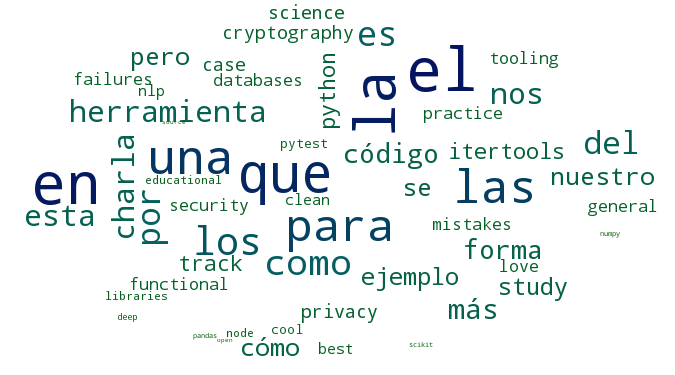 science
cryptography
es
pero
case
el
tooling
failures
databases
nlp
python
la
nos
herramienta
practice
source
charla
una
pytest
código
itertools
del
en
que
se
las
nuestro
educational
clean
esta
por
security
general
los
para
mistakes
numpy
track
como
forma
love
functional
ejemplo
study
libraries
privacy
más
deep
pandas
node
cool
open
cómo
best
scikit